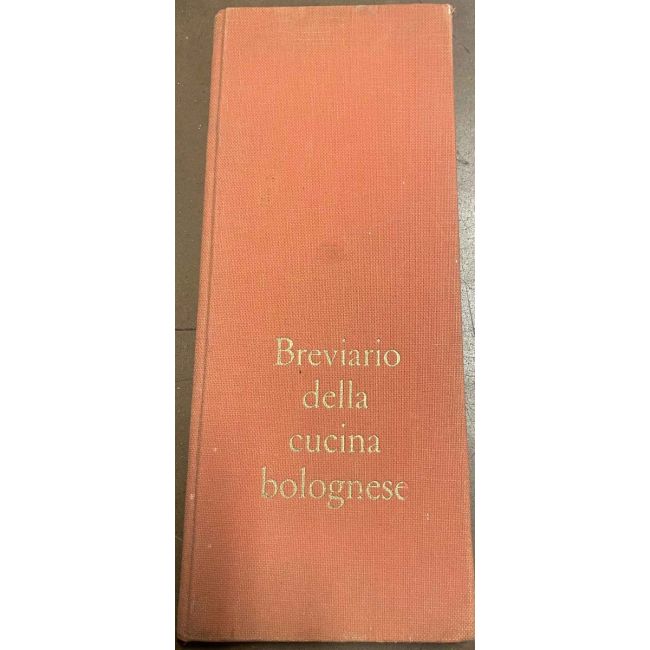 Breviario
della
cucina
bolognese